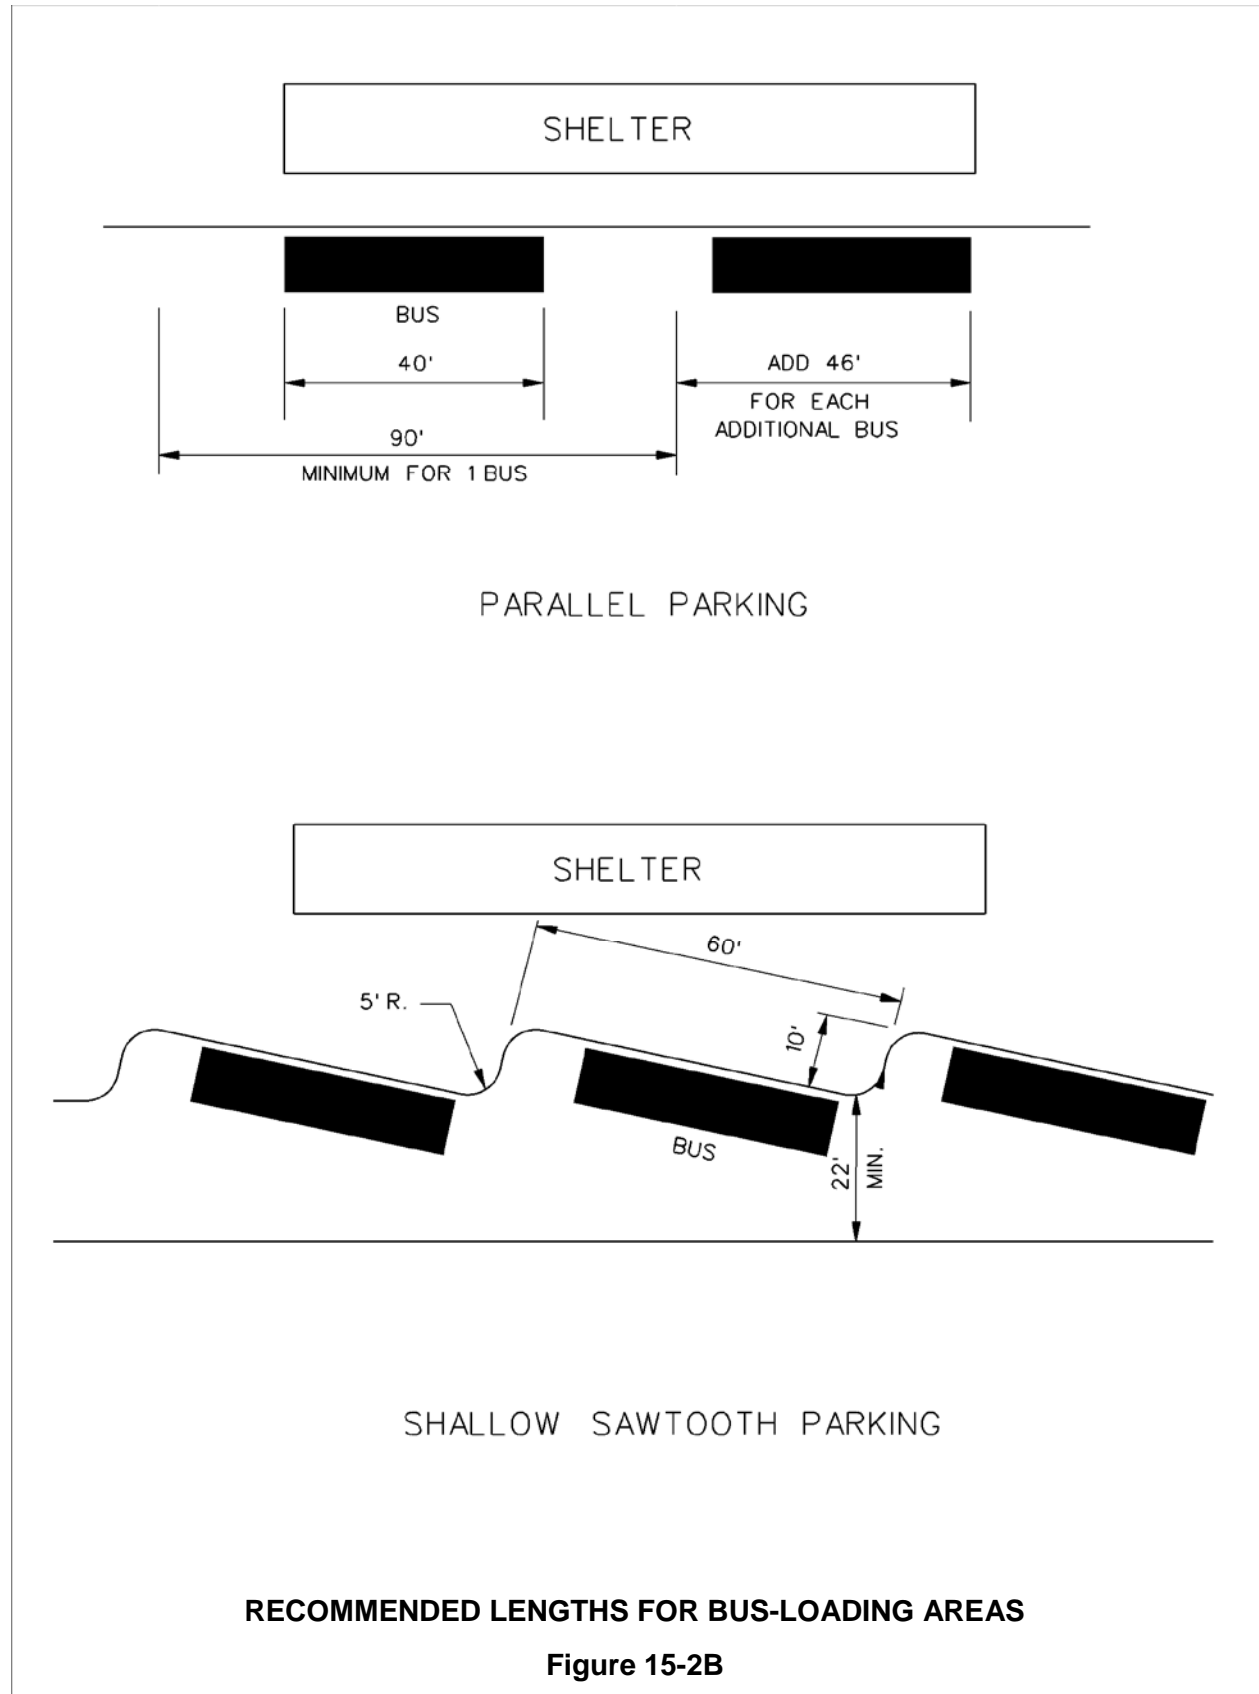 SHELTER
BUS
40'
ADD 46'
FOR EACH
ADDITIONAL BUS
90'
MINIMUM FOR 1 BUS
PARALLEL PARKING
SHELTER
60'
5' R.
10'
BUS
22'
MIN.
SHALLOW SAWTOOTH PARKING
RECOMMENDED LENGTHS FOR BUS-LOADING AREAS
Figure 15-2B